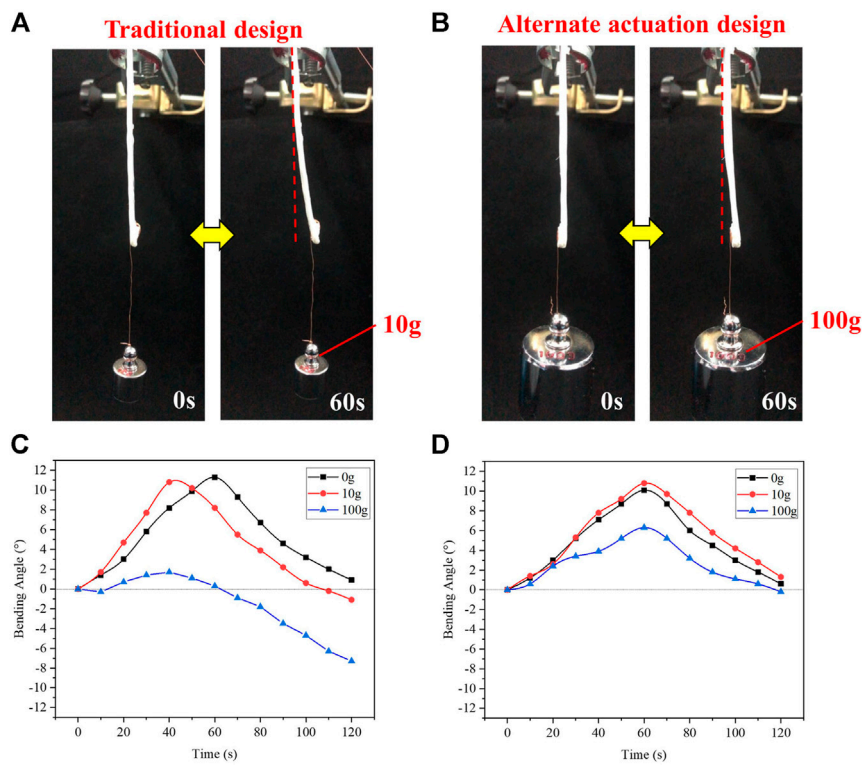 A
Traditional design
10g
0s
60s
B
Alternate actuation design
100g
0s
60s
C
12
10
8
6
4
2
0
-2
-4
-6
-8
-10
-12
Bending Angle (°)
0g
10g
100g
0
20
40
60
80
100
120
Time (s)
D
12
10
8
6
4
2
0
-2
-4
-6
-8
-10
-12
Bending Angle (°)
0g
10g
100g
0
20
40
60
80
100
120
Time (s)